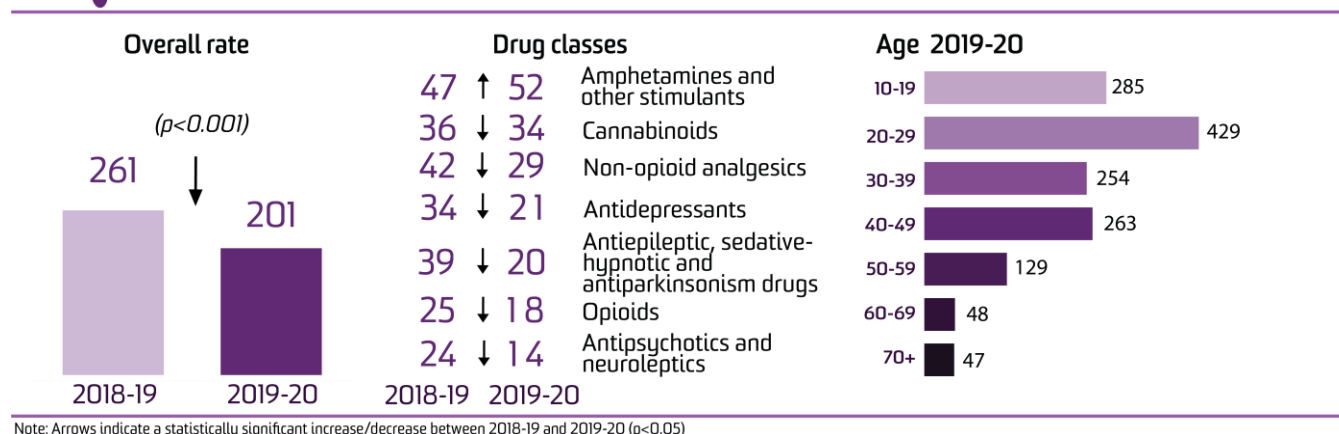 Overall rate
(p<0.001)
261
201
2018-19
2019-20
Drug classes
47 ↑ 52 Amphetamines and
other stimulants
36 ↓ 34 Cannabinoids
42 ↓ 29 Non-opioid analgesics
34 ↓ 21 Antidepressants
39 ↓ 20 Antiepileptic, sedative-
hypnotic and
antiparkinsonism drugs
25 ↓ 18 Opioids
24 ↓ 14 Antipsychotics and
neuroleptics
2018-19 2019-20
Age 2019-20
10-19 285
20-29 429
30-39 254
40-49 263
50-59 129
60-69 48
70+ 47
Note: Arrows indicate a statistically significant increase/decrease between 2018-19 and 2019-20 (p<0.05)